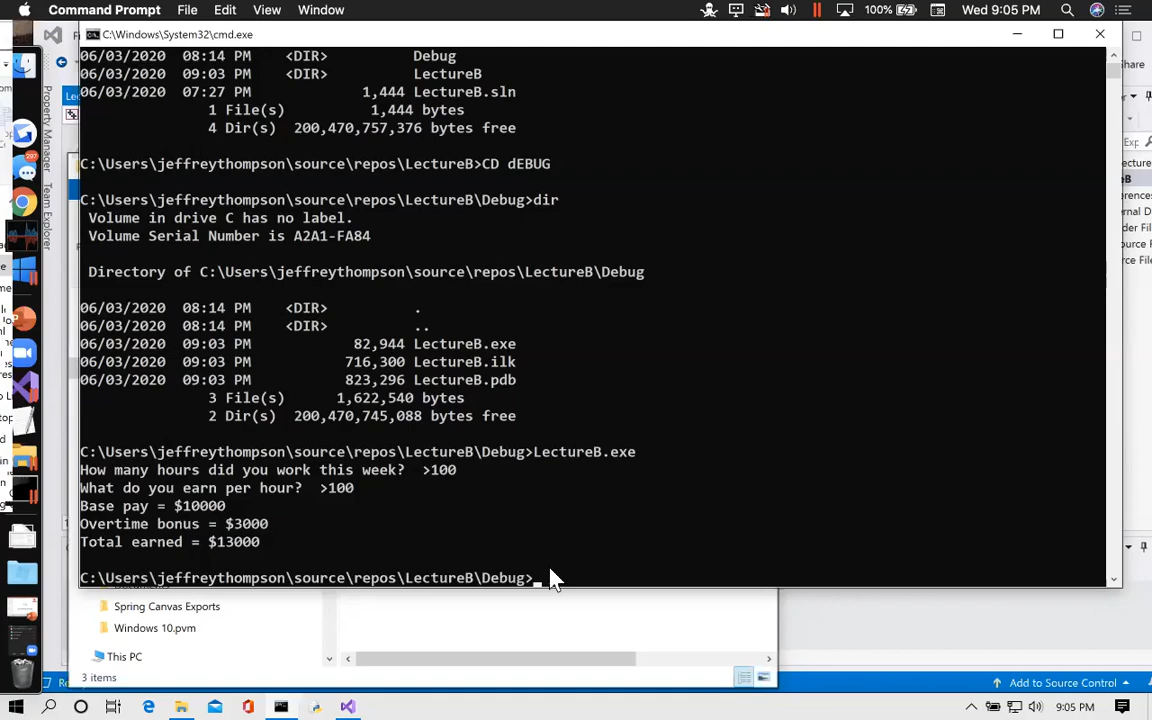 Command Prompt File Edit View Window 100% Wed 9:05 PM
C:\Windows\System32\cmd.exe
06/03/2020 08:14 PM <DIR> Debug
06/03/2020 09:03 PM <DIR> LectureB
06/03/2020 07:27 PM 1,444 LectureB.sln
1 File(s) 1,444 bytes
4 Dir(s) 200,470,757,376 bytes free
C:\Users\jeffreythompson\source\repos\LectureB>CD dEBUG
C:\Users\jeffreythompson\source\repos\LectureB\Debug>dir
Volume in drive C has no label.
Volume Serial Number is A2A1-FA84
Directory of C:\Users\jeffreythompson\source\repos\LectureB\Debug
06/03/2020 08:14 PM <DIR> .
06/03/2020 08:14 PM <DIR> ..
06/03/2020 09:03 PM 82,944 LectureB.exe
06/03/2020 09:03 PM 716,300 LectureB.ilk
06/03/2020 09:03 PM 823,296 LectureB.pdb
3 File(s) 1,622,540 bytes
2 Dir(s) 200,470,745,088 bytes free
C:\Users\jeffreythompson\source\repos\LectureB\Debug>LectureB.exe
How many hours did you work this week? >100
What do you earn per hour? >100
Base pay = $10000
Overtime bonus = $3000
Total earned = $13000
C:\Users\jeffreythompson\source\repos\LectureB\Debug>
Property Manager
Team Explorer
Spring Canvas Exports
Windows 10.pvm
This PC
3 items
Add to Source Control
9:05 PM